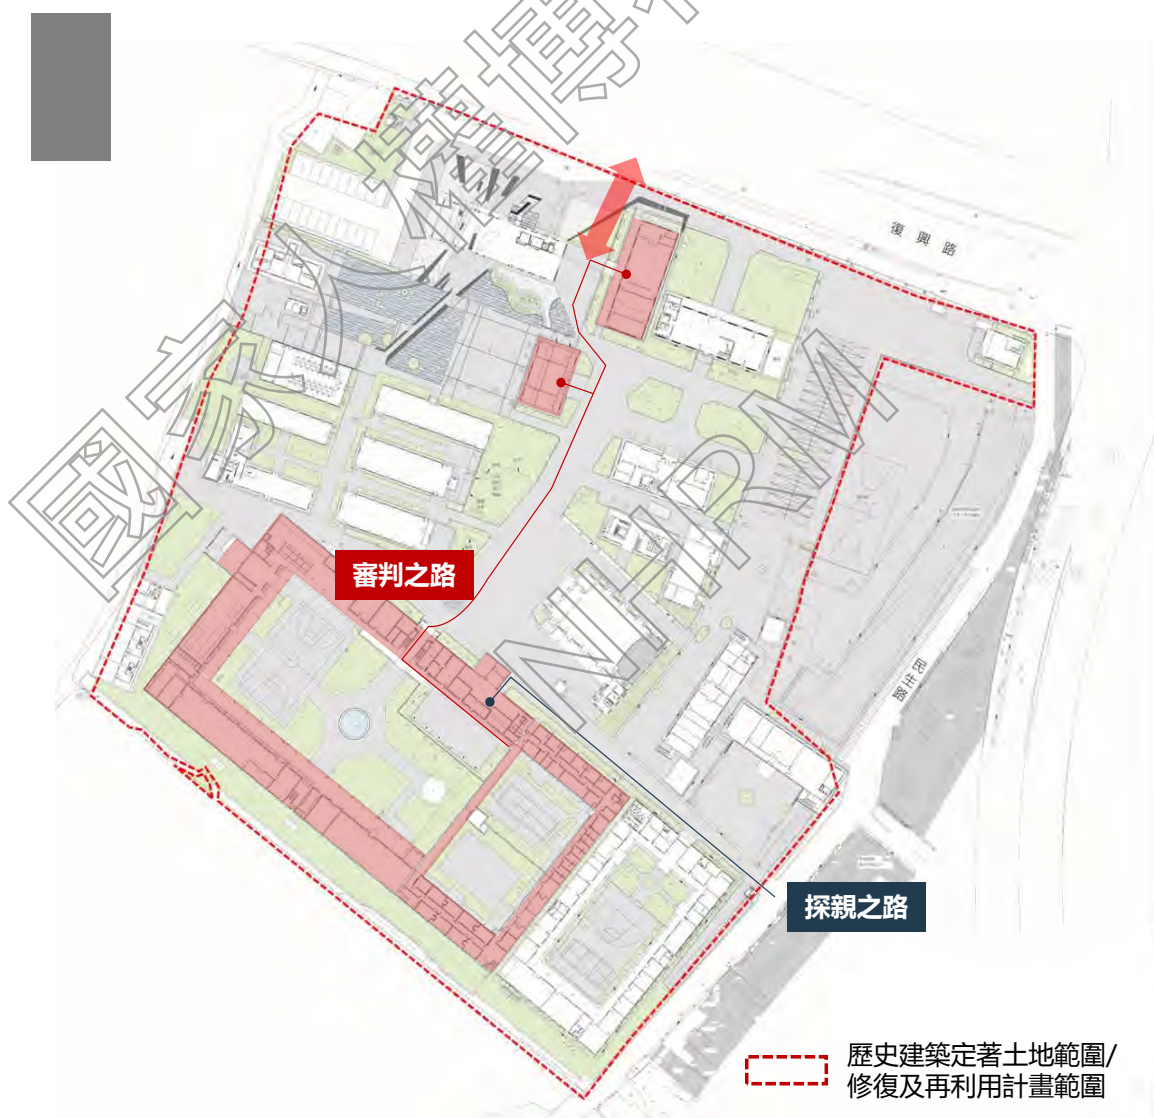 國家人權博物
NHRM
復興路
審判之路
民生路
探親之路
歷史建築定著土地範圍/
修復及再利用計畫範圍